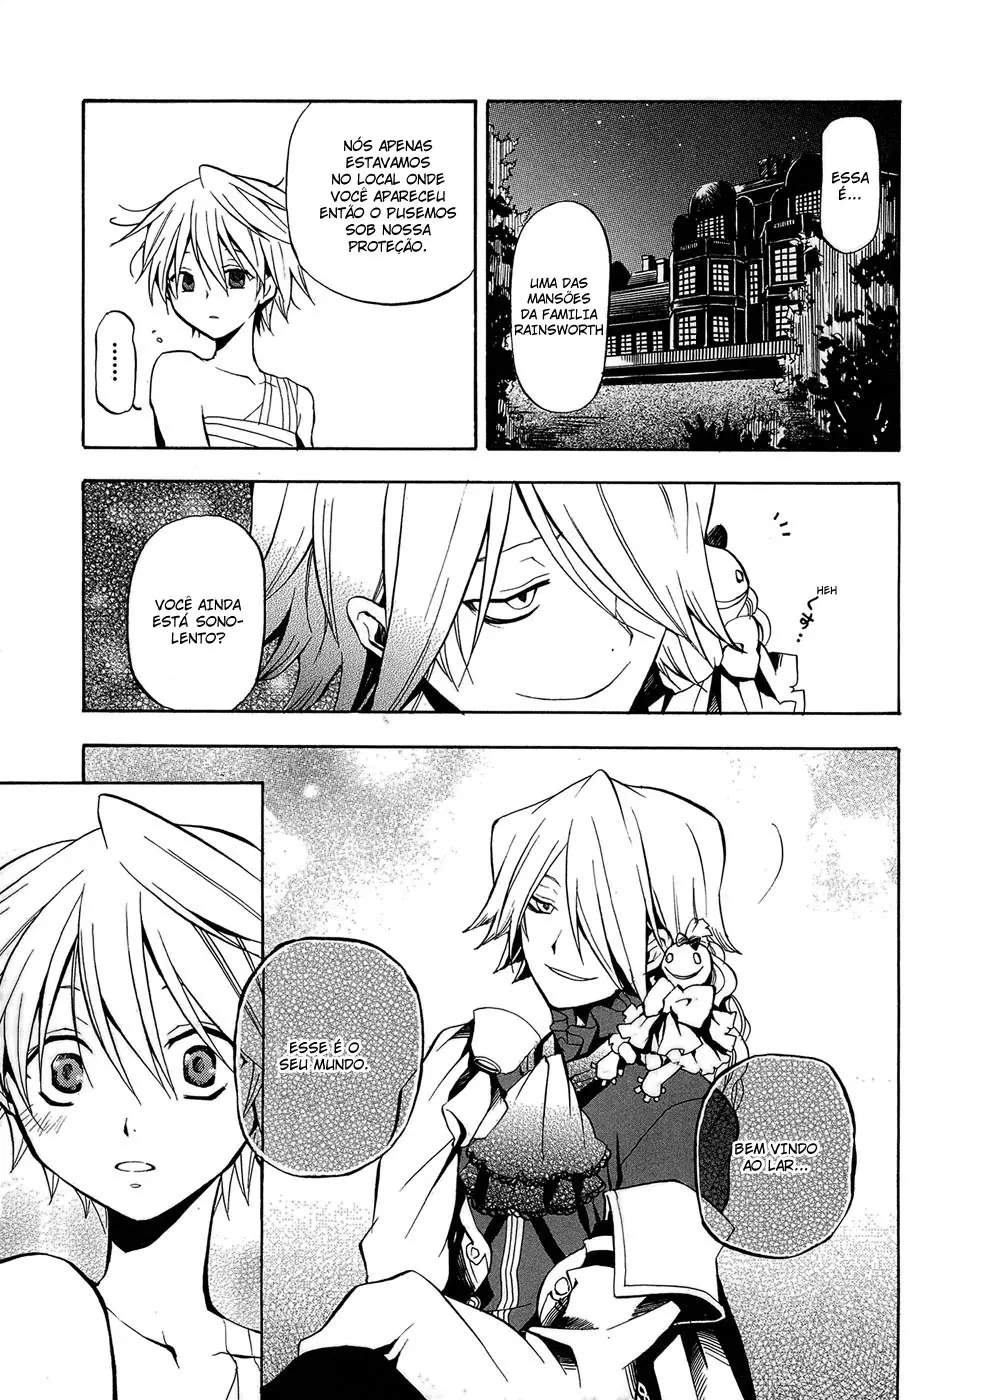 ESSA
É...
UMA DAS
MANSÕES
DA FAMILIA
RAINSWORTH
NÓS APENAS
ESTAVAMOS
NO LOCAL ONDE
VOCÊ APARECEU
ENTÃO O PUSEMOS
SOB NOSSA
PROTEÇÃO.
........
HEH
VOCÊ AINDA
ESTÁ SONO-
LENTO?
BEM VINDO
AO LAR...
ESSE É O
SEU MUNDO.